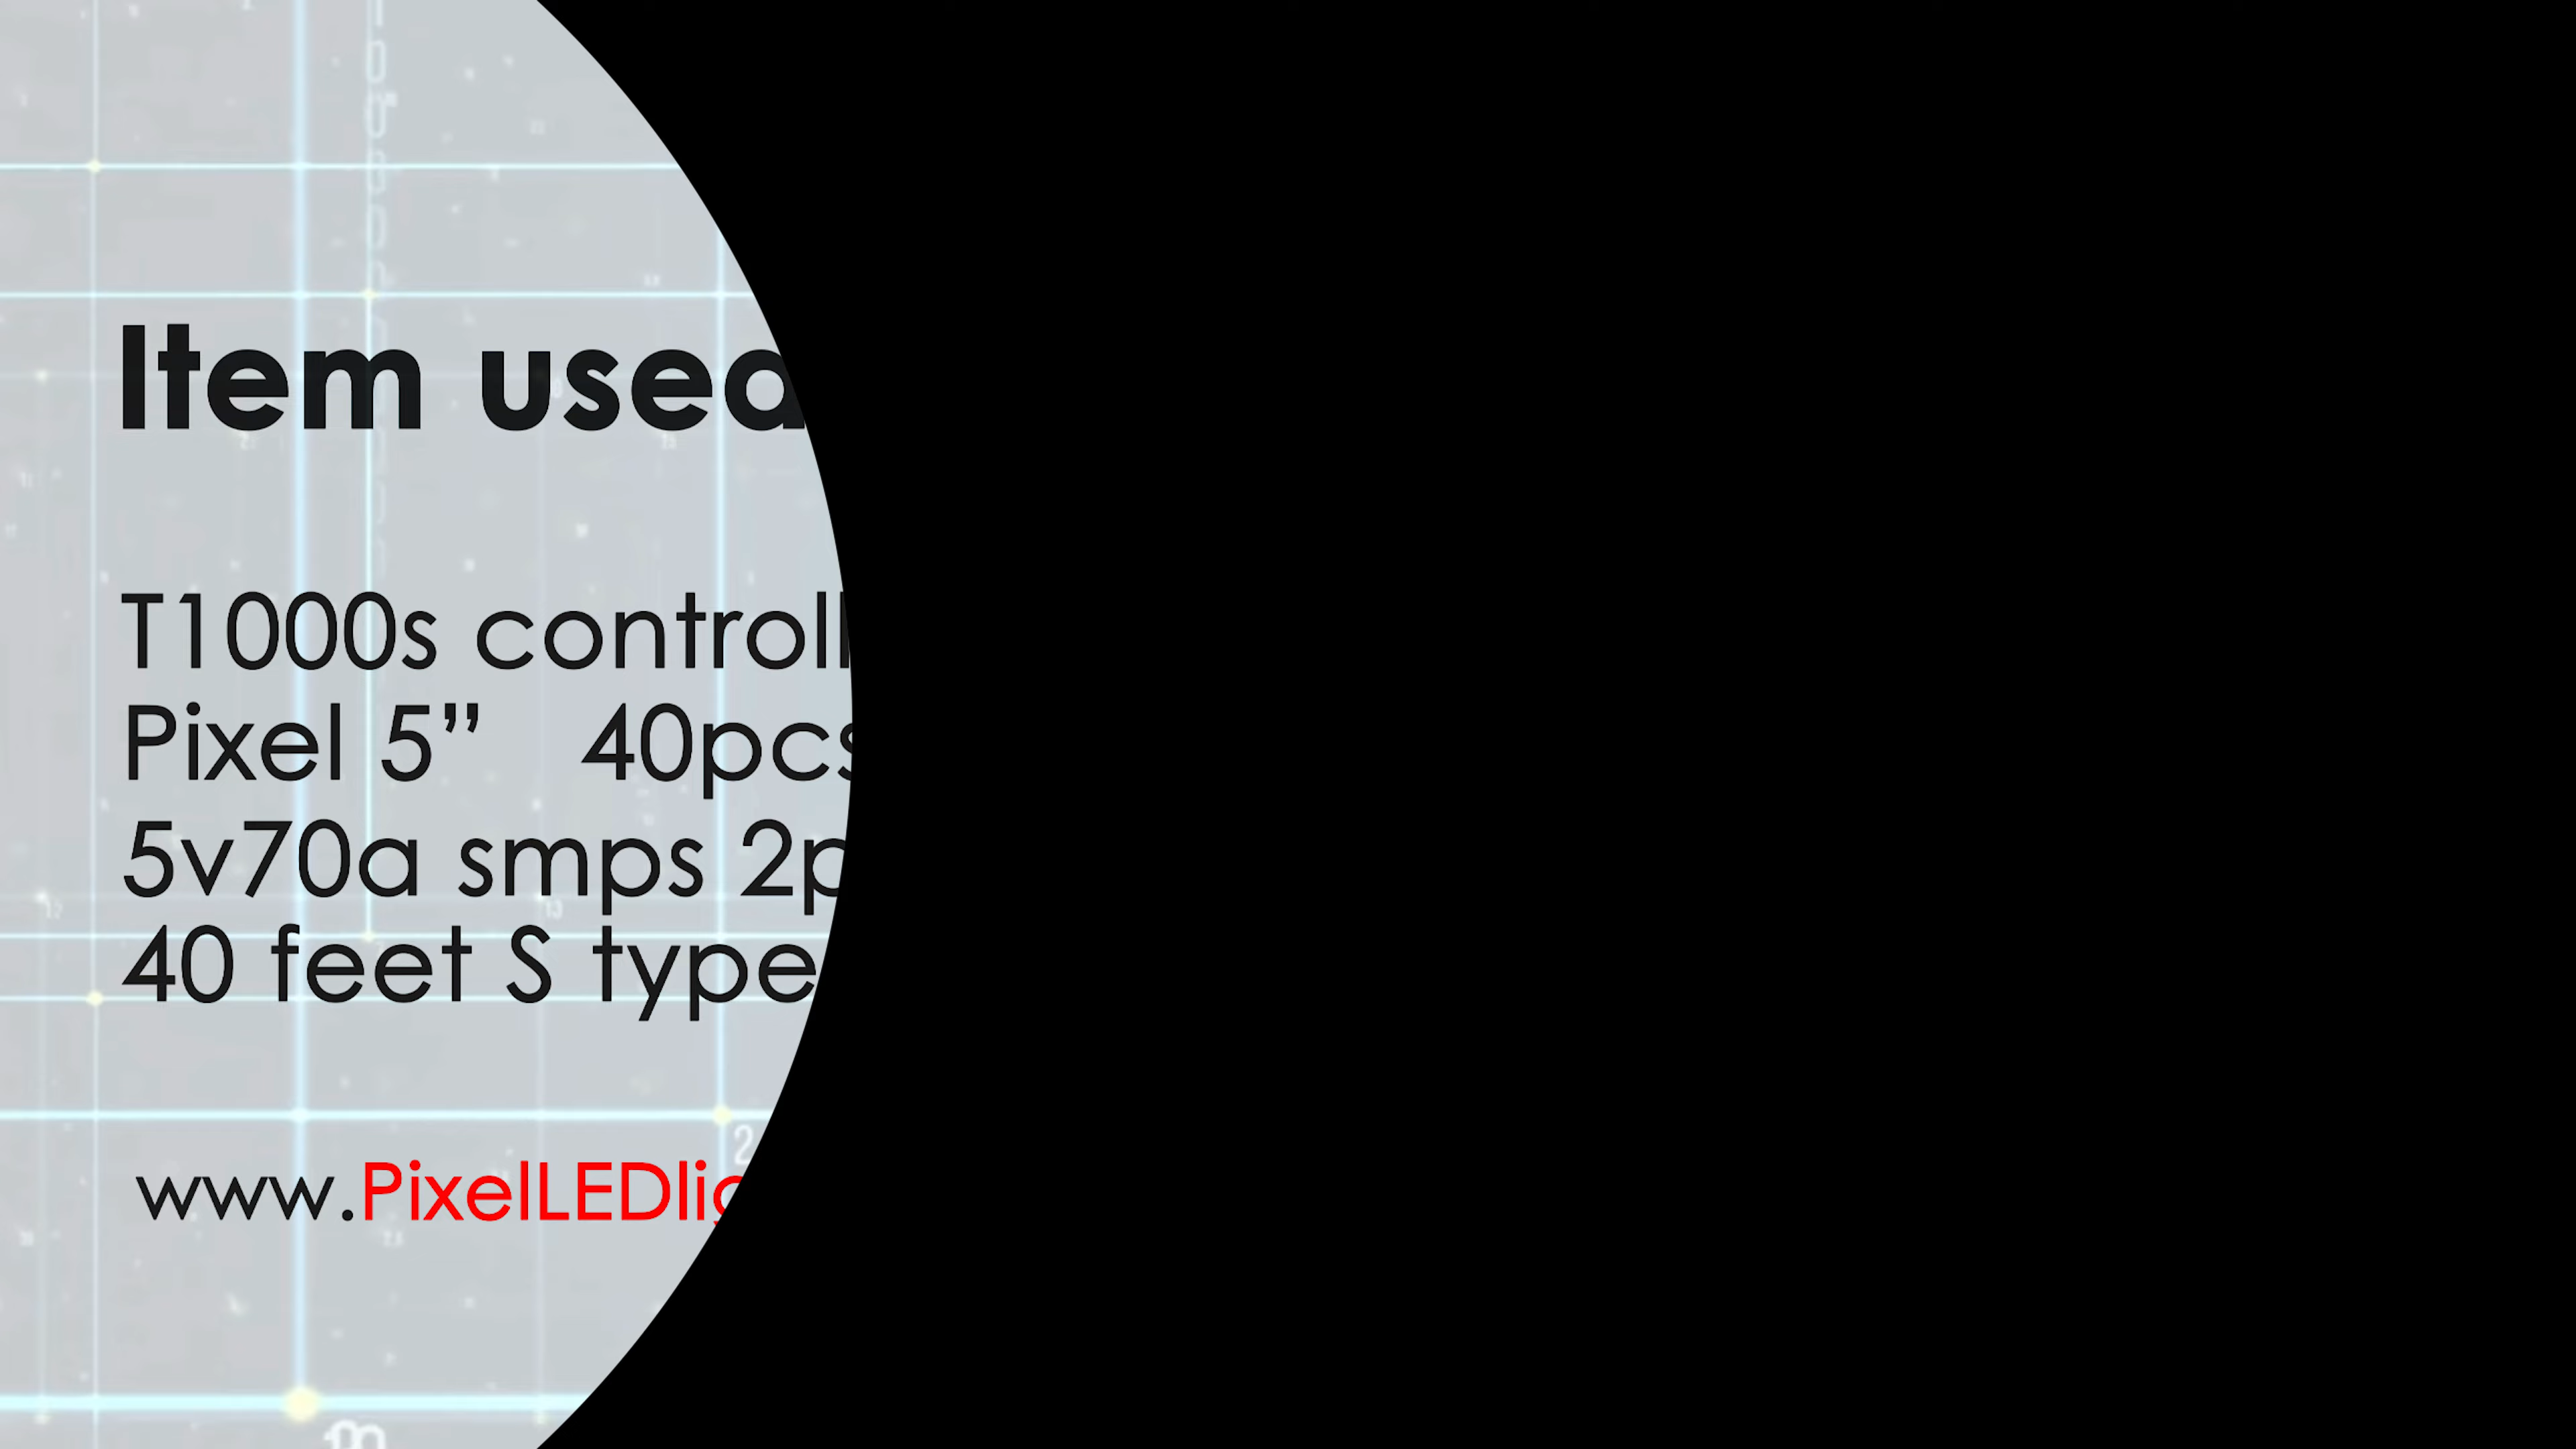 Item used
T1000s controll
Pixel 5” 40pcs
5v70a smps 2p
40 feet S type
www.PixelLEDlig